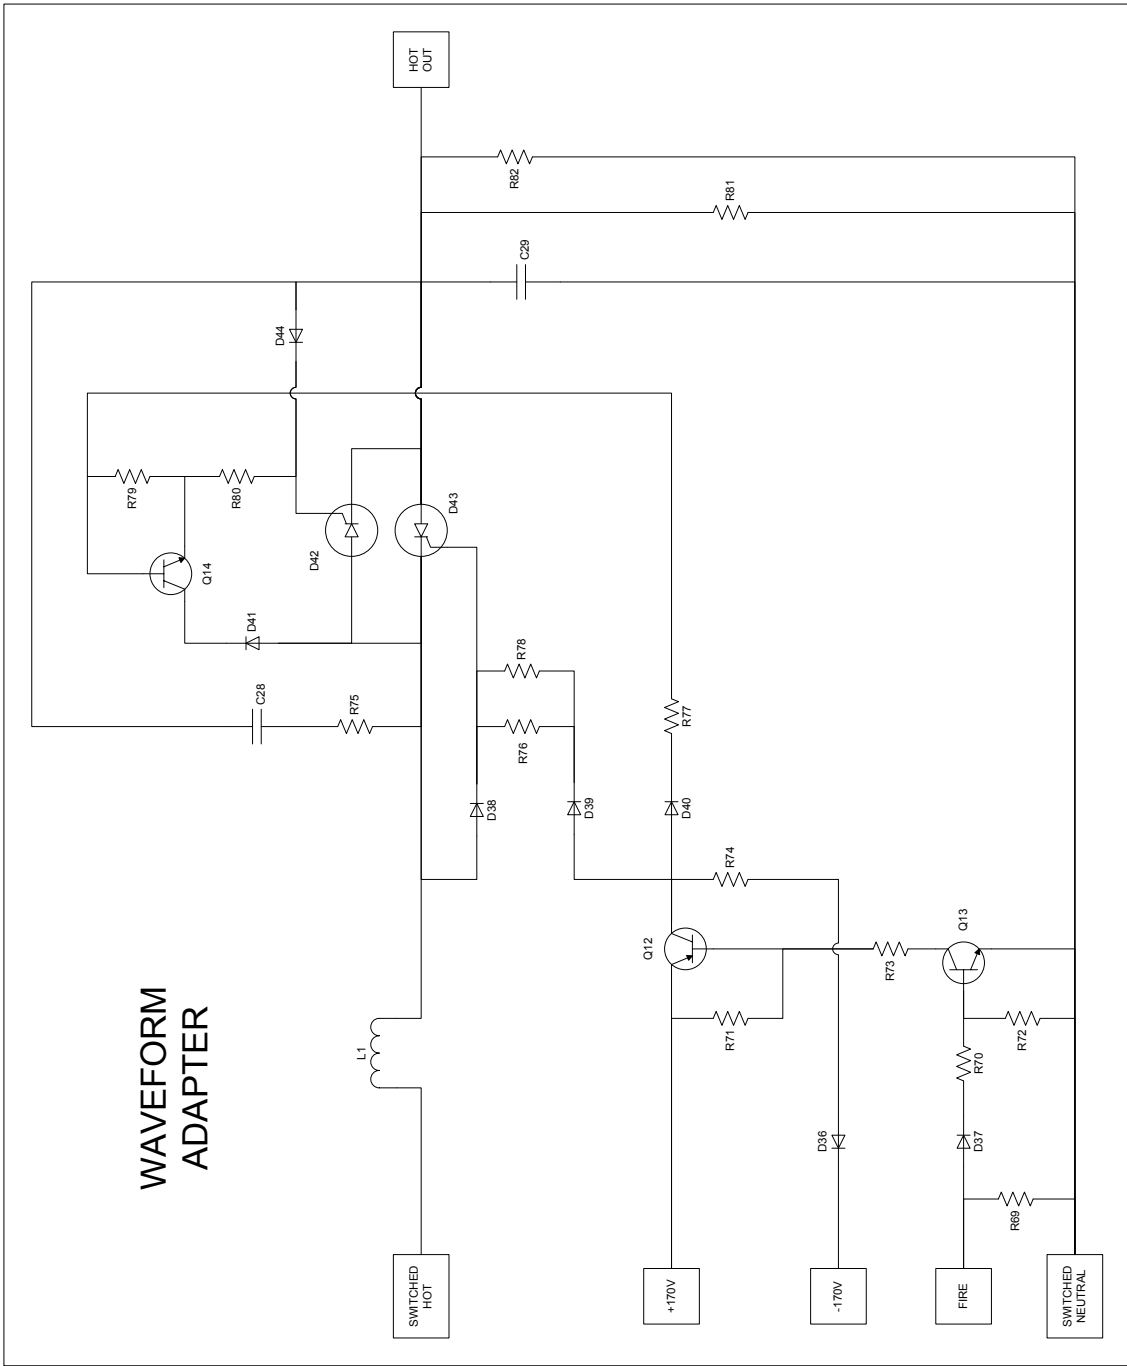 WAVEFORM
ADAPTER
SWITCHED
HOT
L1
HOT
OUT
C28
R75
D41
Q14
R79
R80
D44
D42
D43
C29
R82
R81
D38
R76
R78
D39
+170V
Q12
D40
R77
R71
R74
-170V
D36
R73
Q13
FIRE
D37
R70
R72
R69
SWITCHED
NEUTRAL